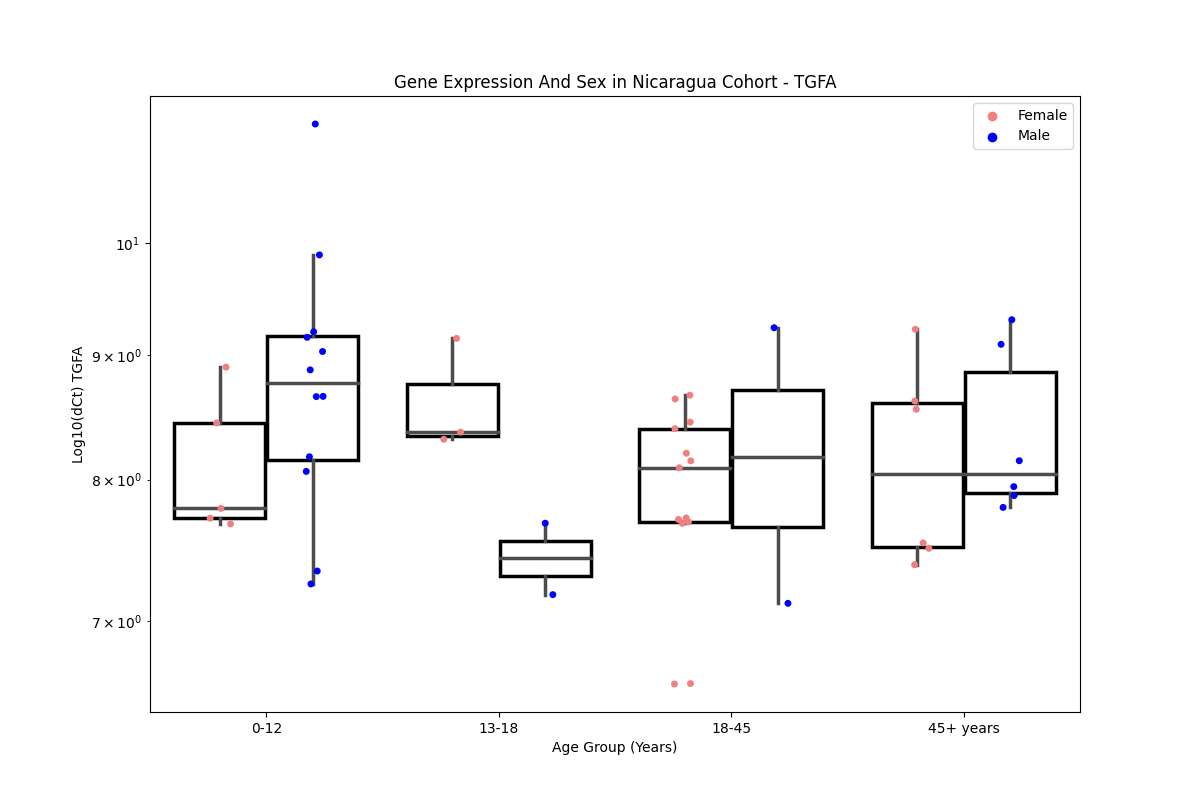 Gene Expression And Sex in Nicaragua Cohort - TGFA
Female
Male
Log10(dCt) TGFA
10¹
9 × 10⁰
8 × 10⁰
7 × 10⁰
0-12
13-18
18-45
45+ years
Age Group (Years)